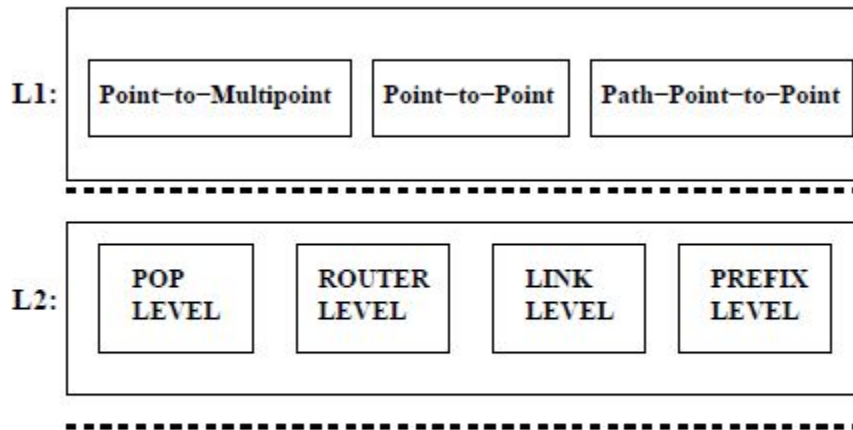 L1:
Point−to−Multipoint
Point−to−Point
Path−Point−to−Point
L2:
POP
LEVEL
ROUTER
LEVEL
LINK
LEVEL
PREFIX
LEVEL